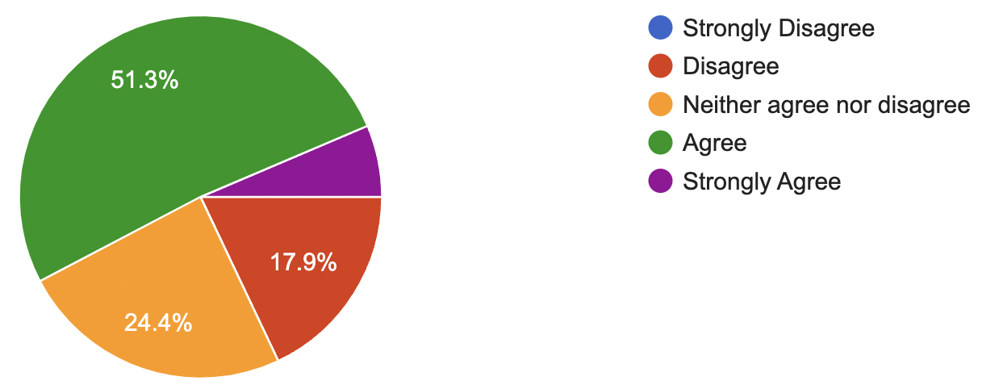 51.3%
17.9%
24.4%
Strongly Disagree
Disagree
Neither agree nor disagree
Agree
Strongly Agree